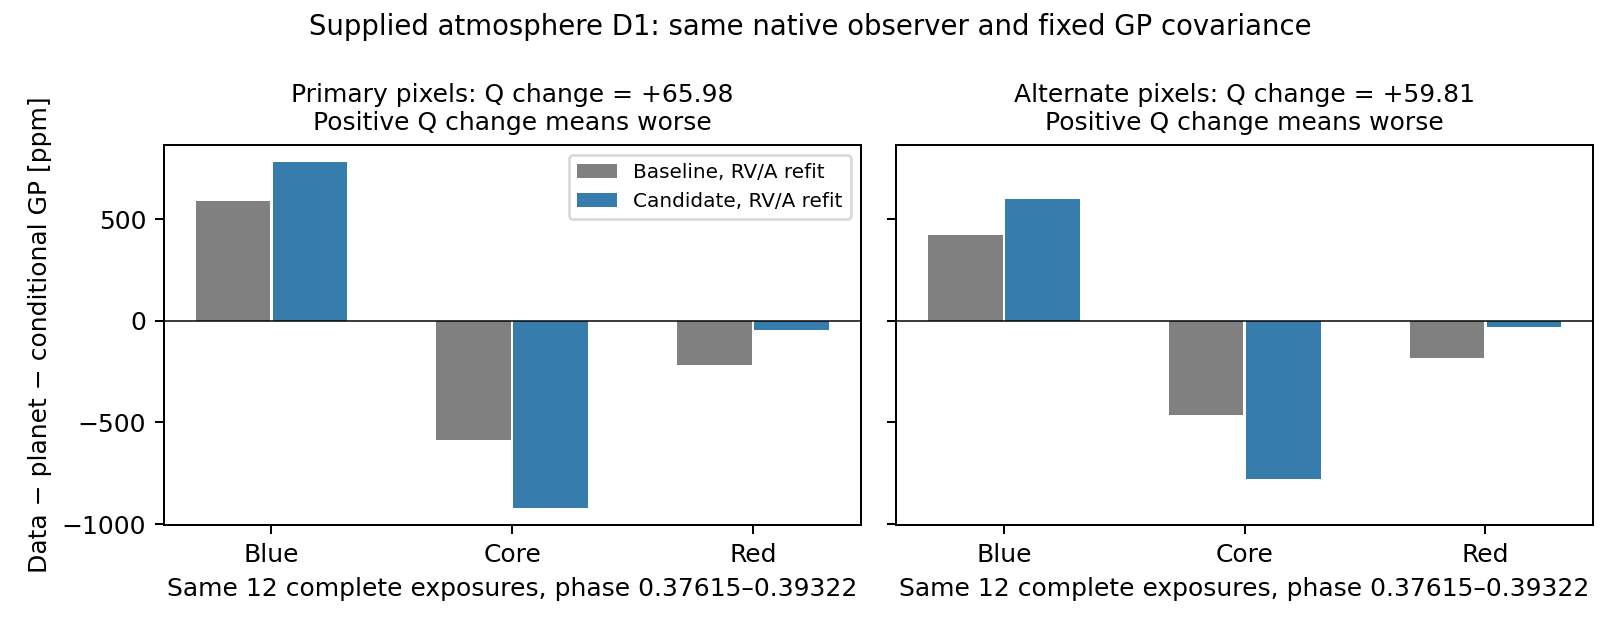 Supplied atmosphere D1: same native observer and fixed GP covariance
Primary pixels: Q change = +65.98
Positive Q change means worse
Alternate pixels: Q change = +59.81
Positive Q change means worse
Data − planet − conditional GP [ppm]
500
0
−500
−1000
Baseline, RV/A refit
Candidate, RV/A refit
Blue
Core
Red
Same 12 complete exposures, phase 0.37615–0.39322
Blue
Core
Red
Same 12 complete exposures, phase 0.37615–0.39322